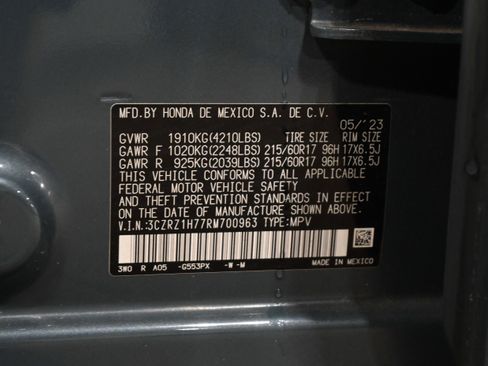 MFD.BY HONDA DE MEXICO S.A. DE C.V.
05/'23
GVWR 1910KG(4210LBS) TIRE SIZE RIM SIZE
GAWR F 1020KG(2248LBS) 215/60R17 96H 17X6.5J
GAWR R 925KG(2039LBS) 215/60R17 96H 17X6.5J
THIS VEHICLE CONFORMS TO ALL APPLICABLE
FEDERAL MOTOR VEHICLE SAFETY
AND THEFT PREVENTION STANDARDS IN EFFECT
ON THE DATE OF MANUFACTURE SHOWN ABOVE.
V.I.N.:3CZRZ1H77RM700963 TYPE:MPV
3W0 R A05 -G553PX -W -M MADE IN MEXICO